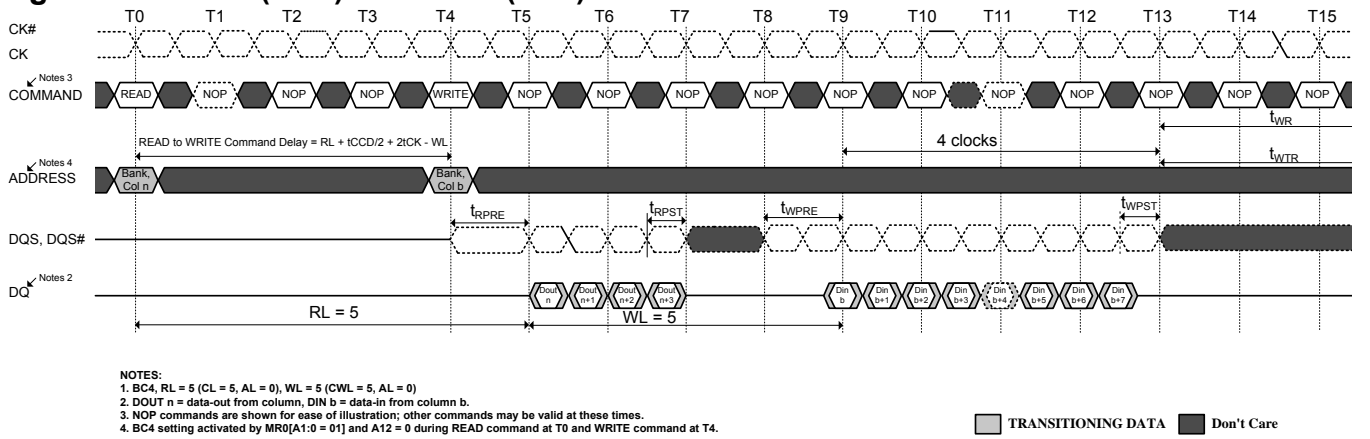 T0 T1 T2 T3 T4 T5 T6 T7 T8 T9 T10 T11 T12 T13 T14 T15
CK#
CK
Notes 3
COMMAND READ NOP NOP NOP WRITE NOP NOP NOP NOP NOP NOP NOP NOP NOP NOP NOP
READ to WRITE Command Delay = RL + tCCD/2 + 2tCK - WL
4 clocks
tWR
tWTR
Notes 4
ADDRESS
Bank, Col n
Bank, Col b
tRPRE tRPST tWPRE tWPST
DQS, DQS#
Notes 2
DQ
Dout n
Dout n+1
Dout n+2
Dout n+3
Din b
Din b+1
Din b+2
Din b+3
Din b+4
Din b+5
Din b+6
Din b+7
RL = 5 WL = 5
NOTES:
1. BC4, RL = 5 (CL = 5, AL = 0), WL = 5 (CWL = 5, AL = 0)
2. DOUT n = data-out from column, DIN b = data-in from column b.
3. NOP commands are shown for ease of illustration; other commands may be valid at these times.
4. BC4 setting activated by MR0[A1:0 = 01] and A12 = 0 during READ command at T0 and WRITE command at T4.
TRANSITIONING DATA Don't Care